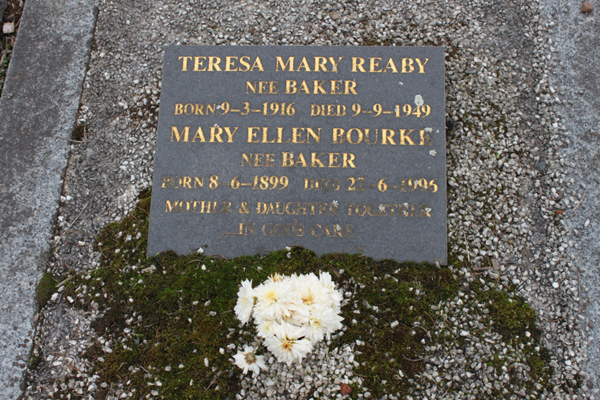 TERESA MARY REABY
NEE BAKER
BORN 9-3-1916 DIED 9-9-1949
MARY ELLEN BOURKE
NEE BAKER
BORN 8-6-1899 DIED 27-6-1996
MOTHER & DAUGHTER TOGETHER
IN GODS CARE